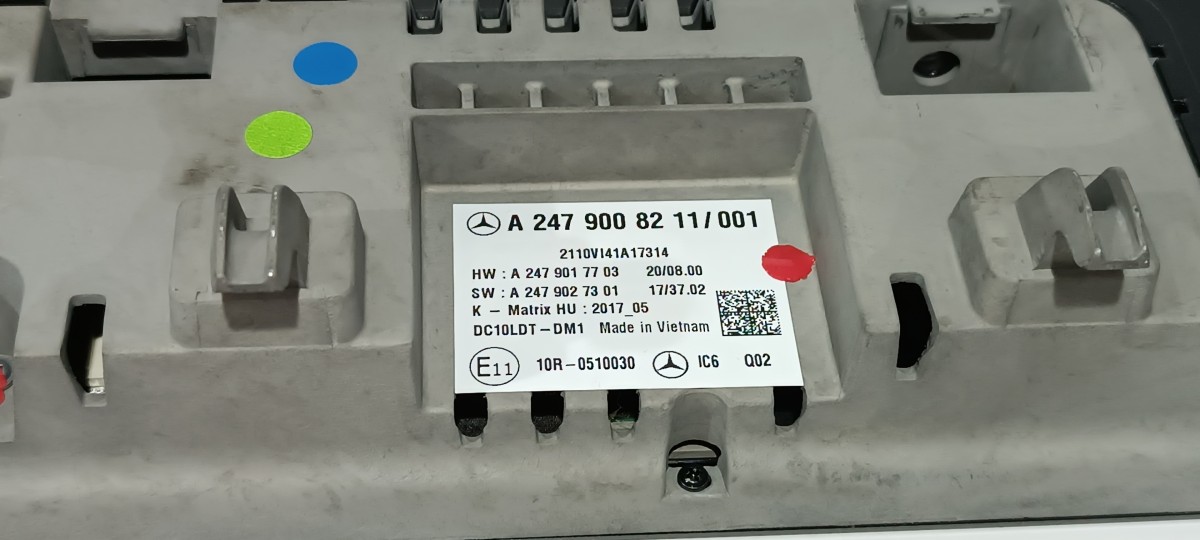 A 247 900 82 11/001
2110VI41A17314
HW : A 247 901 77 03 20/08.00
SW : A 247 902 73 01 17/37.02
K - Matrix HU : 2017_05
DC10LDT-DM1 Made in Vietnam
E11 10R-0510030 IC6 Q02